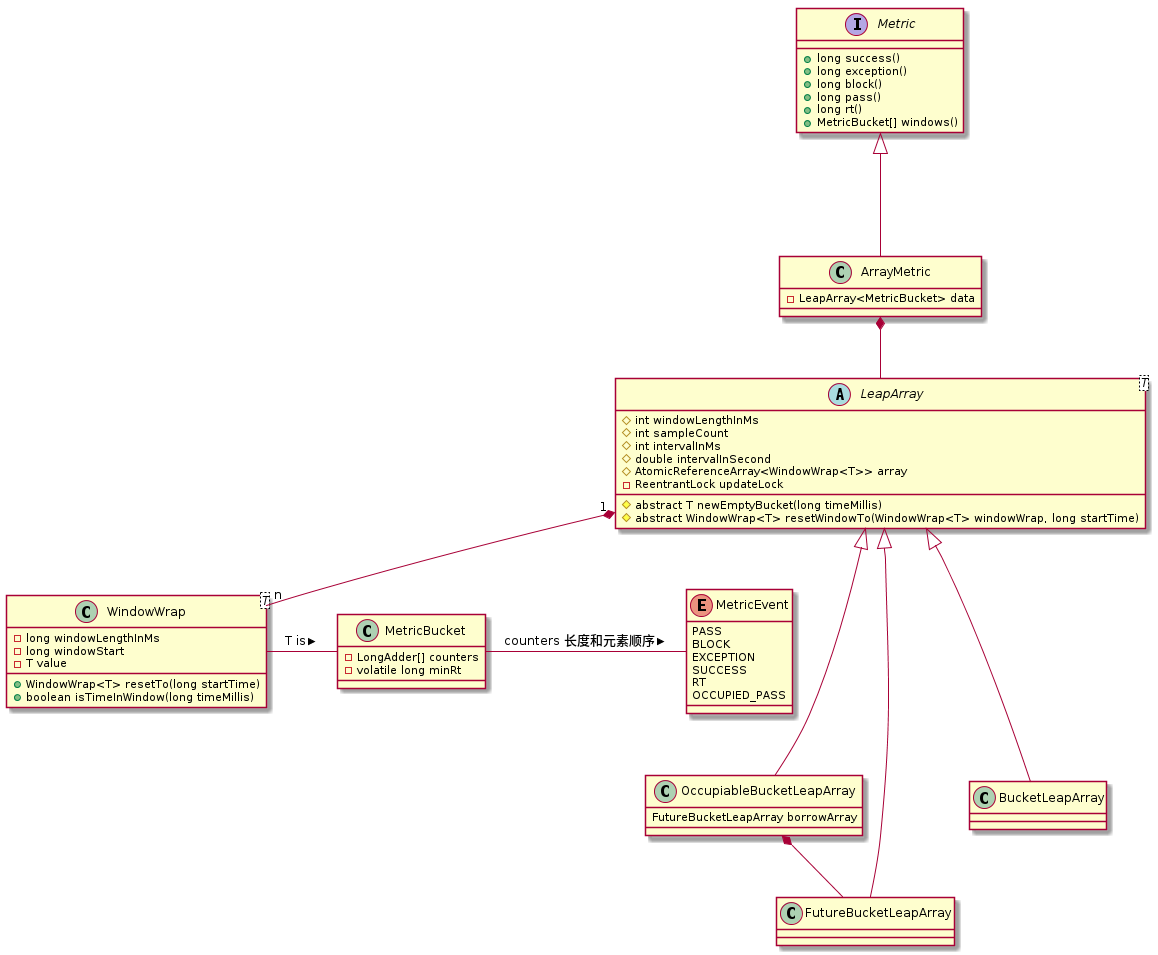 I Metric
long success()
long exception()
long block()
long pass()
long rt()
MetricBucket[] windows()
C ArrayMetric
LeapArray<MetricBucket> data
A LeapArray
T
int windowLengthInMs
int sampleCount
int intervalInMs
double intervalInSecond
AtomicReferenceArray<WindowWrap<T>> array
ReentrantLock updateLock
abstract T newEmptyBucket(long timeMillis)
abstract WindowWrap<T> resetWindowTo(WindowWrap<T> windowWrap, long startTime)
1
n
C WindowWrap
T
long windowLengthInMs
long windowStart
T value
WindowWrap<T> resetTo(long startTime)
boolean isTimeInWindow(long timeMillis)
T is
C MetricBucket
LongAdder[] counters
volatile long minRt
counters 长度和元素顺序
E MetricEvent
PASS
BLOCK
EXCEPTION
SUCCESS
RT
OCCUPIED_PASS
C OccupiableBucketLeapArray
FutureBucketLeapArray borrowArray
C BucketLeapArray
C FutureBucketLeapArray